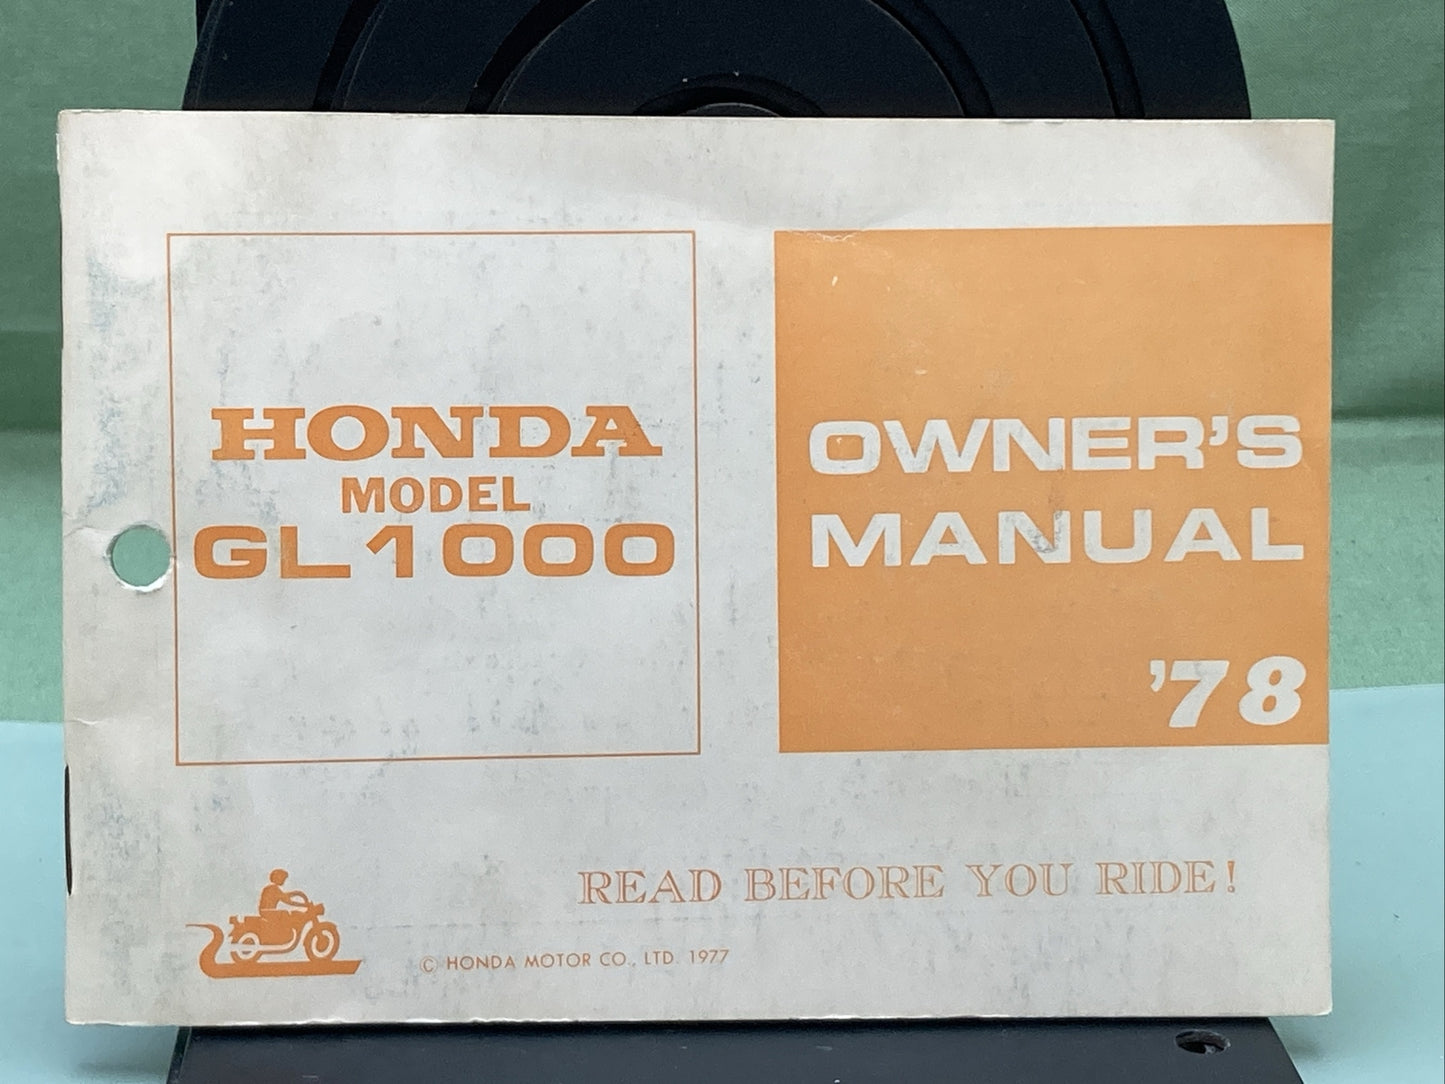 HONDA
MODEL
GL1000
OWNER'S
MANUAL
'78
READ BEFORE YOU RIDE!
© HONDA MOTOR CO., LTD. 1977